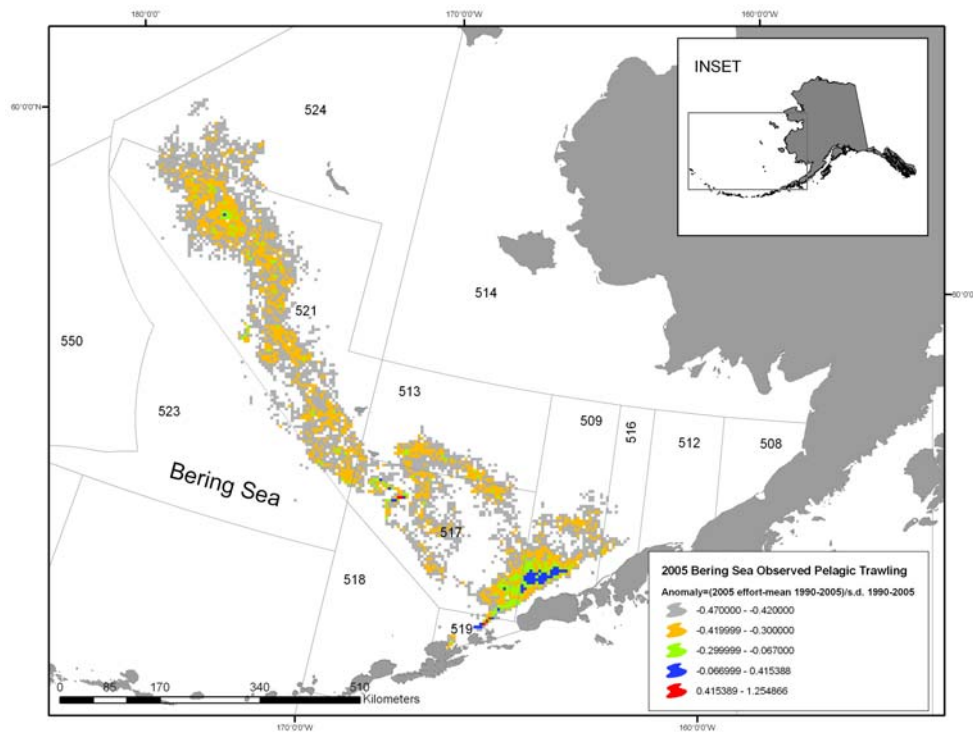 180°0'0"
170°0'0"W
160°0'0"W
60°0'0"N
INSET
524
514
521
550
523
513
509
516
512
508
Bering Sea
517
518
519
2005 Bering Sea Observed Pelagic Trawling
Anomaly=(2005 effort-mean 1990-2005)/s.d. 1990-2005
-0.470000 - -0.420000
-0.419999 - -0.300000
-0.299999 - -0.067000
-0.066999 - 0.415388
0.415389 - 1.254866
0 85 170 340 510
Kilometers
170°0'0"W
160°0'0"W